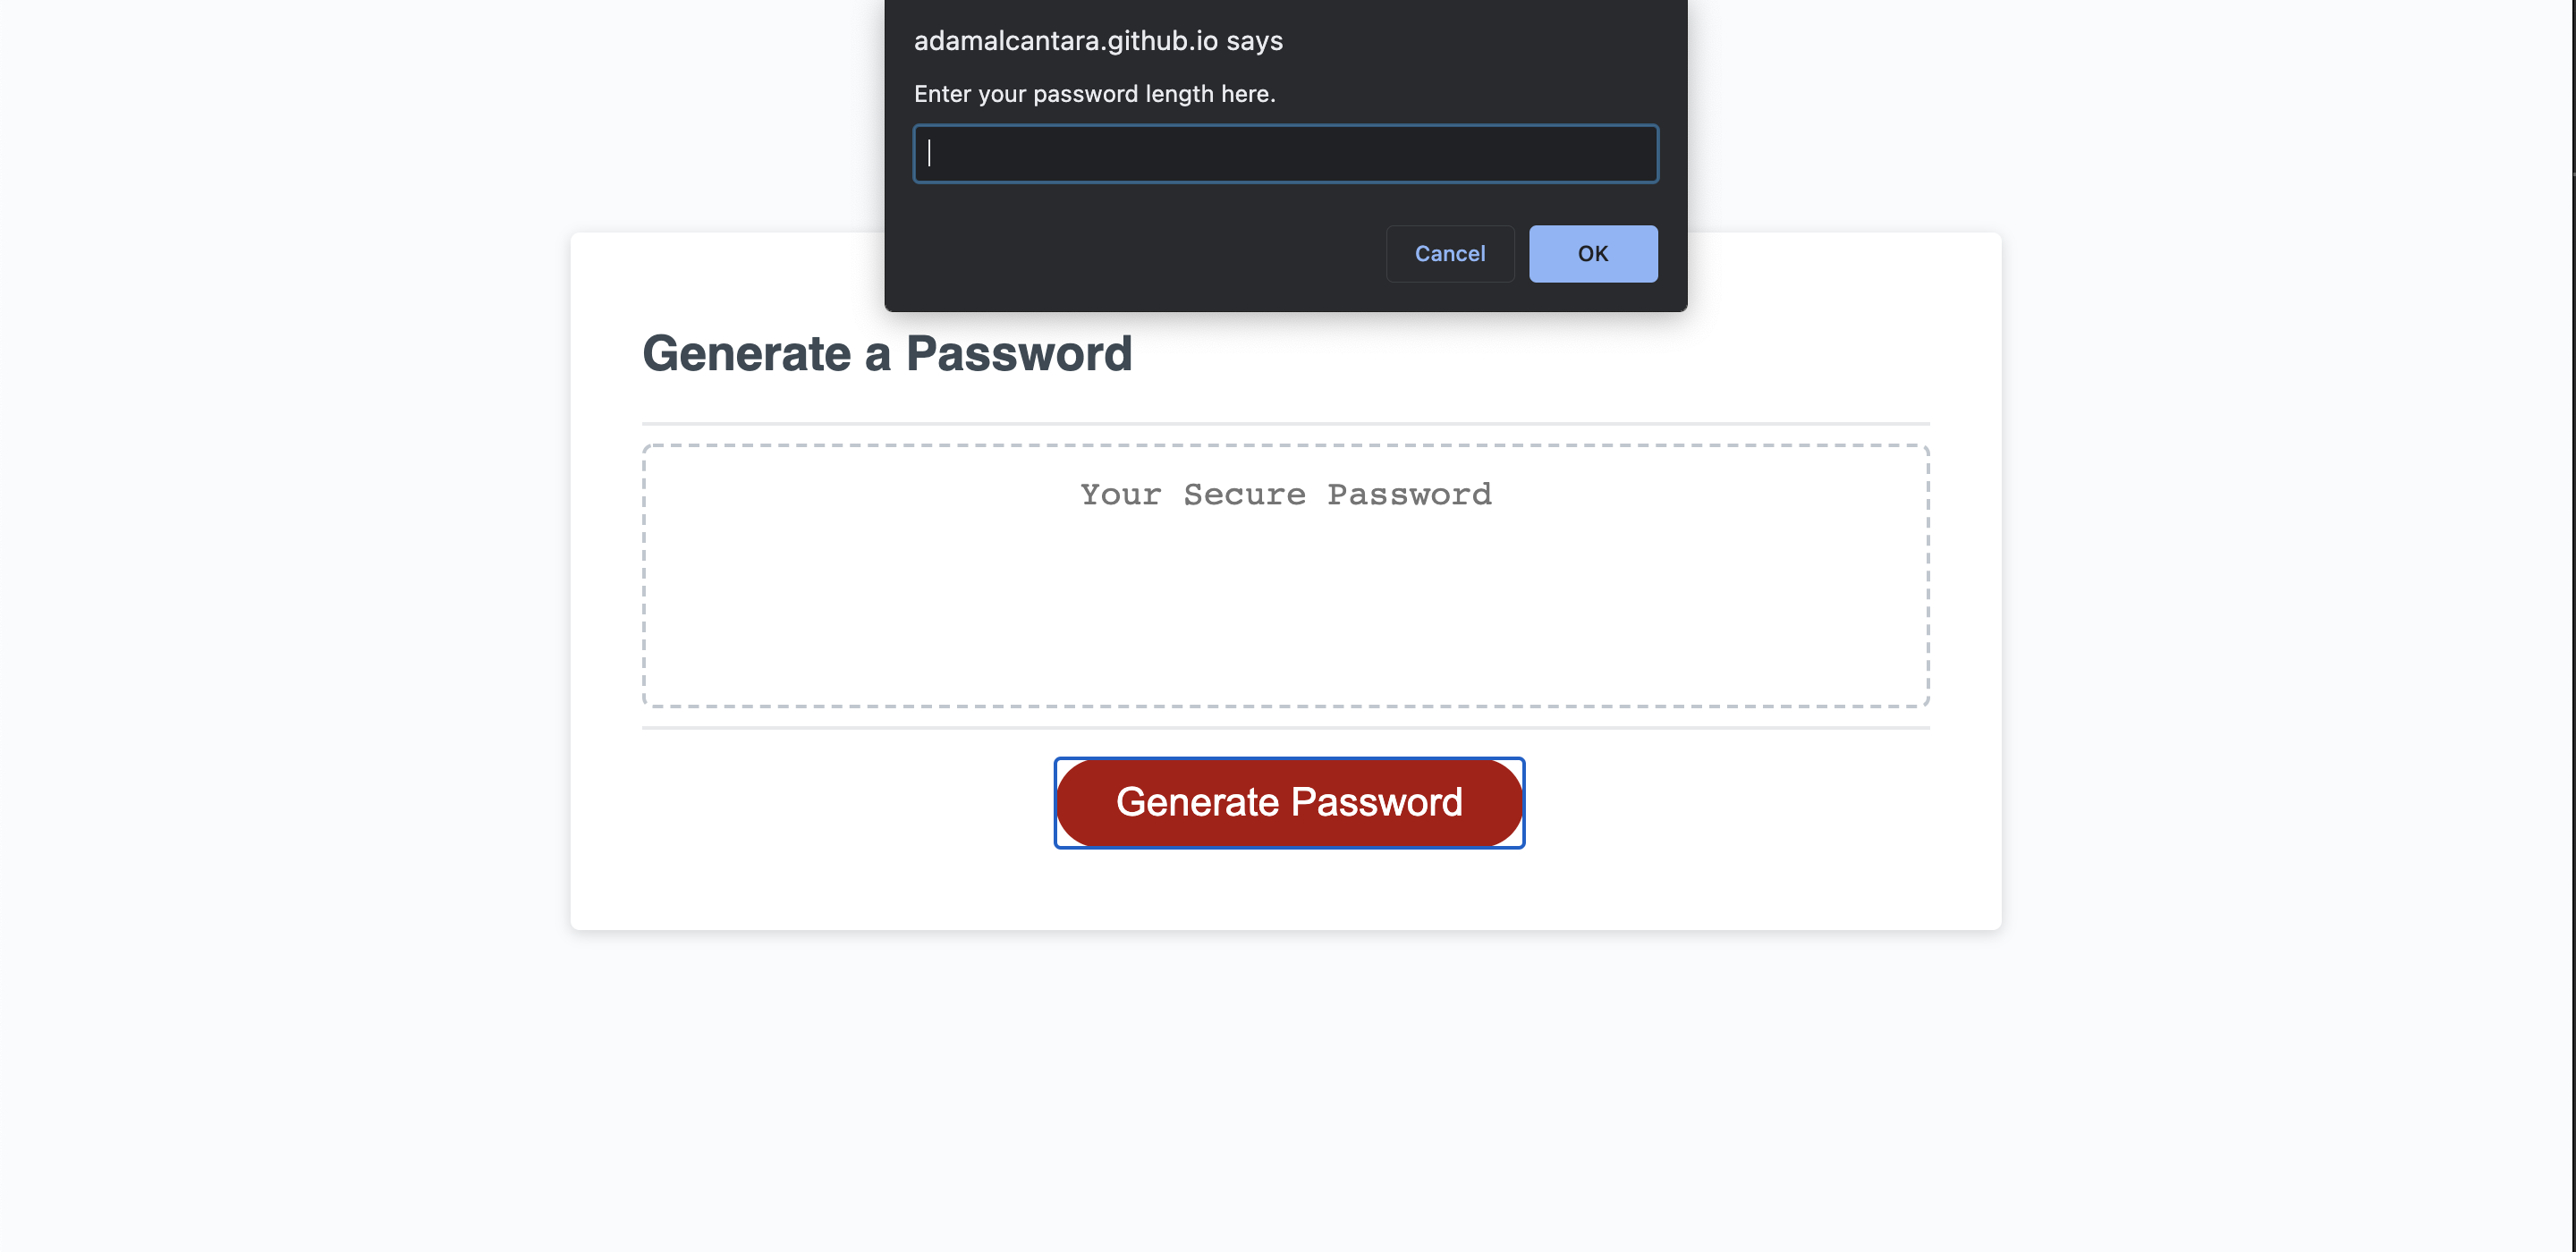 adamalcantara.github.io says
Enter your password length here.
Cancel
OK
Generate a Password
Your Secure Password
Generate Password